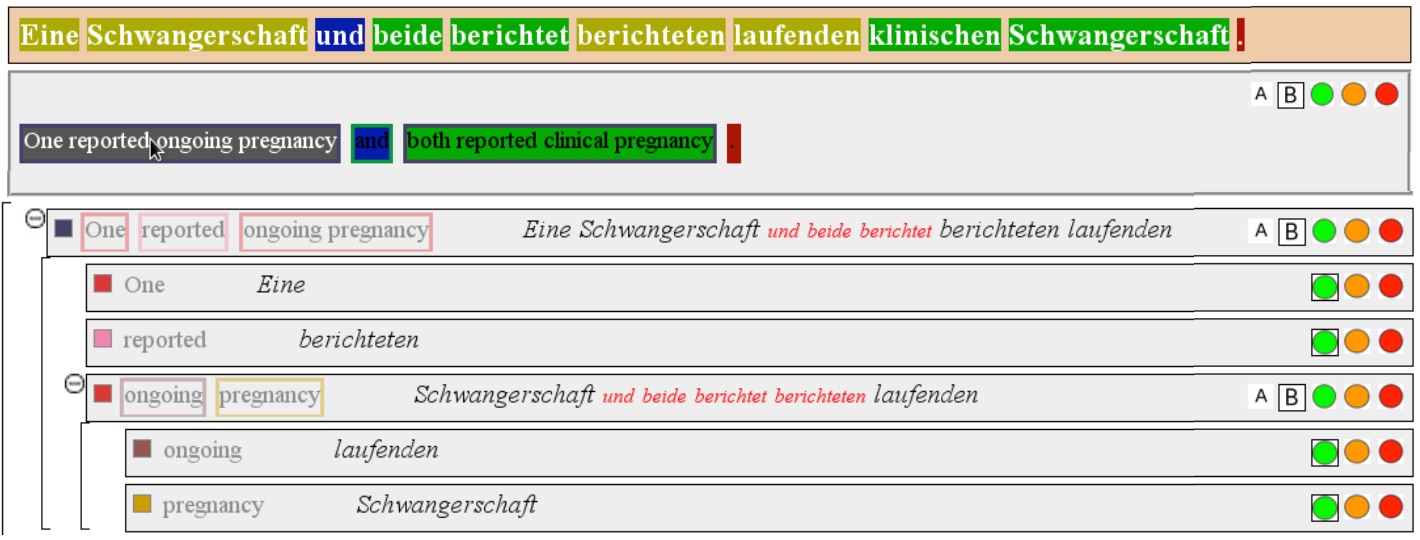 Eine Schwangerschaft und beide berichtet berichteten laufenden klinischen Schwangerschaft .
A B
One reported ongoing pregnancy and both reported clinical pregnancy .
One reported ongoing pregnancy Eine Schwangerschaft und beide berichtet berichteten laufenden A B
One Eine
reported berichteten
ongoing pregnancy Schwangerschaft und beide berichtet berichteten laufenden A B
ongoing laufenden
pregnancy Schwangerschaft